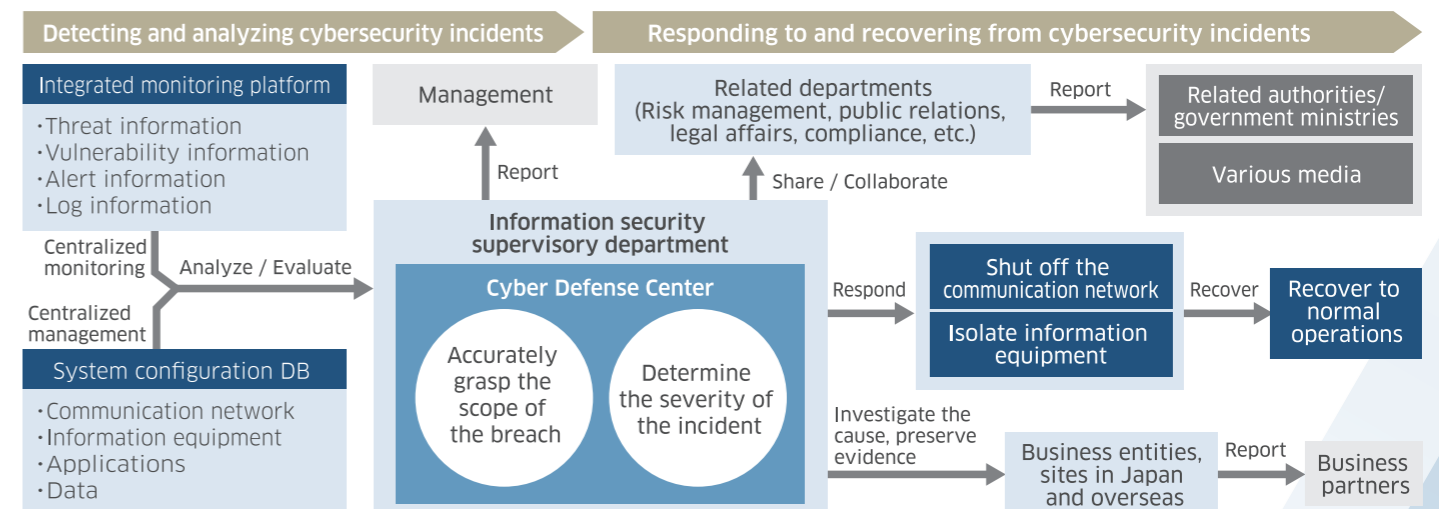 Detecting and analyzing cybersecurity incidents
Responding to and recovering from cybersecurity incidents
Integrated monitoring platform
・Threat information
・Vulnerability information
・Alert information
・Log information
Centralized
monitoring
Analyze / Evaluate
Centralized
management
System configuration DB
・Communication network
・Information equipment
・Applications
・Data
Management
Report
Information security
supervisory department
Cyber Defense Center
Accurately
grasp the
scope of
the breach
Determine
the severity of
the incident
Related departments
(Risk management, public relations,
legal affairs, compliance, etc.)
Share / Collaborate
Report
Related authorities/
government ministries
Various media
Respond
Shut off the
communication network
Isolate information
equipment
Recover
Recover to
normal
operations
Investigate the
cause, preserve
evidence
Business entities,
sites in Japan
and overseas
Report
Business
partners